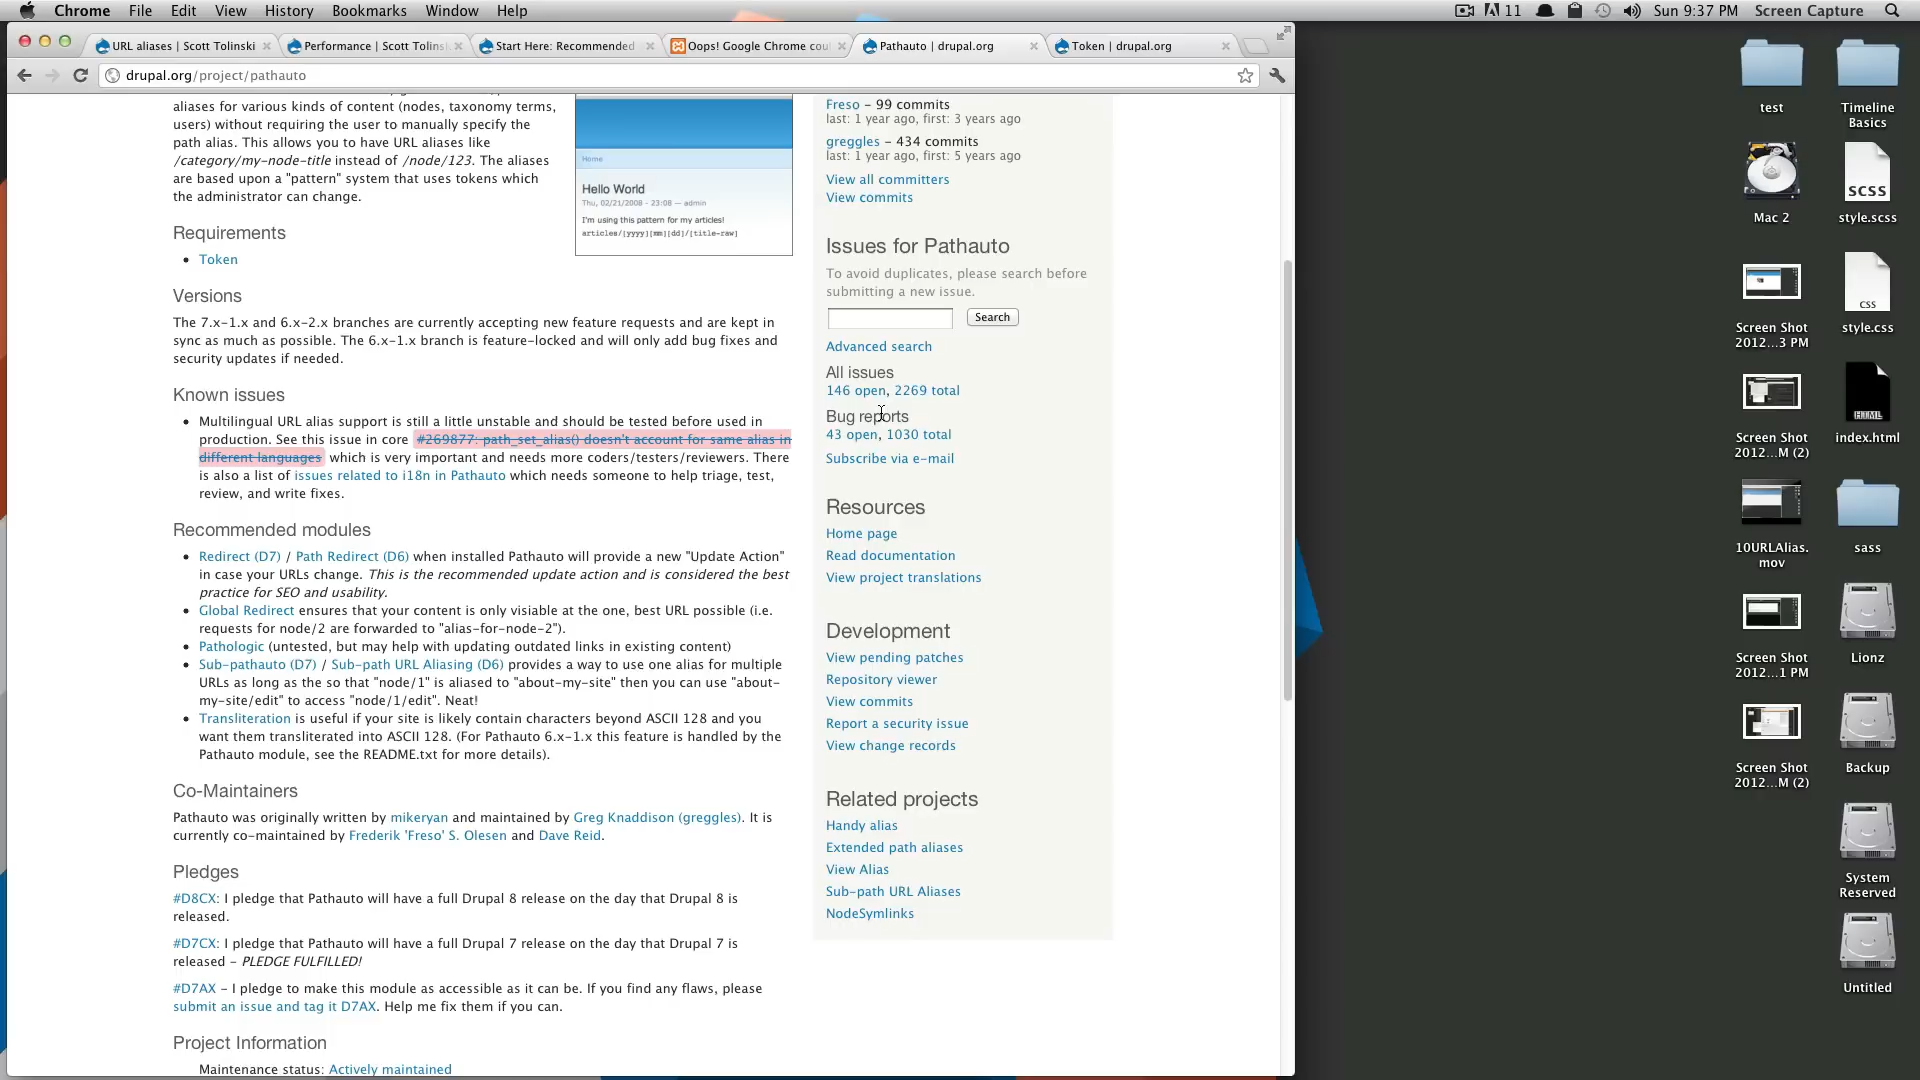 Chrome File Edit View History Bookmarks Window Help
11 Sun 9:37 PM Screen Capture
URL aliases | Scott Tolinski
Performance | Scott Tolins
Start Here: Recommended
Oops! Google Chrome cou
Pathauto | drupal.org
Token | drupal.org
drupal.org/project/pathauto
aliases for various kinds of content (nodes, taxonomy terms,
users) without requiring the user to manually specify the
path alias. This allows you to have URL aliases like
/category/my-node-title instead of /node/123. The aliases
are based upon a "pattern" system that uses tokens which
the administrator can change.
Home
Hello World
Thu, 02/21/2008 - 23:08 — admin
I'm using this pattern for my articles!
articles/[yyyy][mm][dd]/[title-raw]
Requirements
Token
Versions
The 7.x-1.x and 6.x-2.x branches are currently accepting new feature requests and are kept in
sync as much as possible. The 6.x-1.x branch is feature-locked and will only add bug fixes and
security updates if needed.
Known issues
Multilingual URL alias support is still a little unstable and should be tested before used in
production. See this issue in core #269877: path_set_alias() doesn't account for same alias in
different languages which is very important and needs more coders/testers/reviewers. There
is also a list of issues related to i18n in Pathauto which needs someone to help triage, test,
review, and write fixes.
Recommended modules
Redirect (D7) / Path Redirect (D6) when installed Pathauto will provide a new "Update Action"
in case your URLs change. This is the recommended update action and is considered the best
practice for SEO and usability.
Global Redirect ensures that your content is only visiable at the one, best URL possible (i.e.
requests for node/2 are forwarded to "alias-for-node-2").
Pathologic (untested, but may help with updating outdated links in existing content)
Sub-pathauto (D7) / Sub-path URL Aliasing (D6) provides a way to use one alias for multiple
URLs as long as the so that "node/1" is aliased to "about-my-site" then you can use "about-
my-site/edit" to access "node/1/edit". Neat!
Transliteration is useful if your site is likely contain characters beyond ASCII 128 and you
want them transliterated into ASCII 128. (For Pathauto 6.x-1.x this feature is handled by the
Pathauto module, see the README.txt for more details).
Co-Maintainers
Pathauto was originally written by mikeryan and maintained by Greg Knaddison (greggles). It is
currently co-maintained by Frederik 'Freso' S. Olesen and Dave Reid.
Pledges
#D8CX: I pledge that Pathauto will have a full Drupal 8 release on the day that Drupal 8 is
released.
#D7CX: I pledge that Pathauto will have a full Drupal 7 release on the day that Drupal 7 is
released – PLEDGE FULFILLED!
#D7AX – I pledge to make this module as accessible as it can be. If you find any flaws, please
submit an issue and tag it D7AX. Help me fix them if you can.
Project Information
Maintenance status: Actively maintained
Freso – 99 commits
last: 1 year ago, first: 3 years ago
greggles – 434 commits
last: 1 year ago, first: 5 years ago
View all committers
View commits
Issues for Pathauto
To avoid duplicates, please search before
submitting a new issue.
Search
Advanced search
All issues
146 open, 2269 total
Bug reports
43 open, 1030 total
Subscribe via e-mail
Resources
Home page
Read documentation
View project translations
Development
View pending patches
Repository viewer
View commits
Report a security issue
View change records
Related projects
Handy alias
Extended path aliases
View Alias
Sub-path URL Aliases
NodeSymlinks
test
Timeline
Basics
Mac 2
SCSS
style.scss
Screen Shot
2012...3 PM
css
style.css
Screen Shot
2012...M (2)
HTML
index.html
10URLAlias.
mov
sass
Screen Shot
2012...1 PM
Lionz
Screen Shot
2012...M (2)
Backup
System
Reserved
Untitled